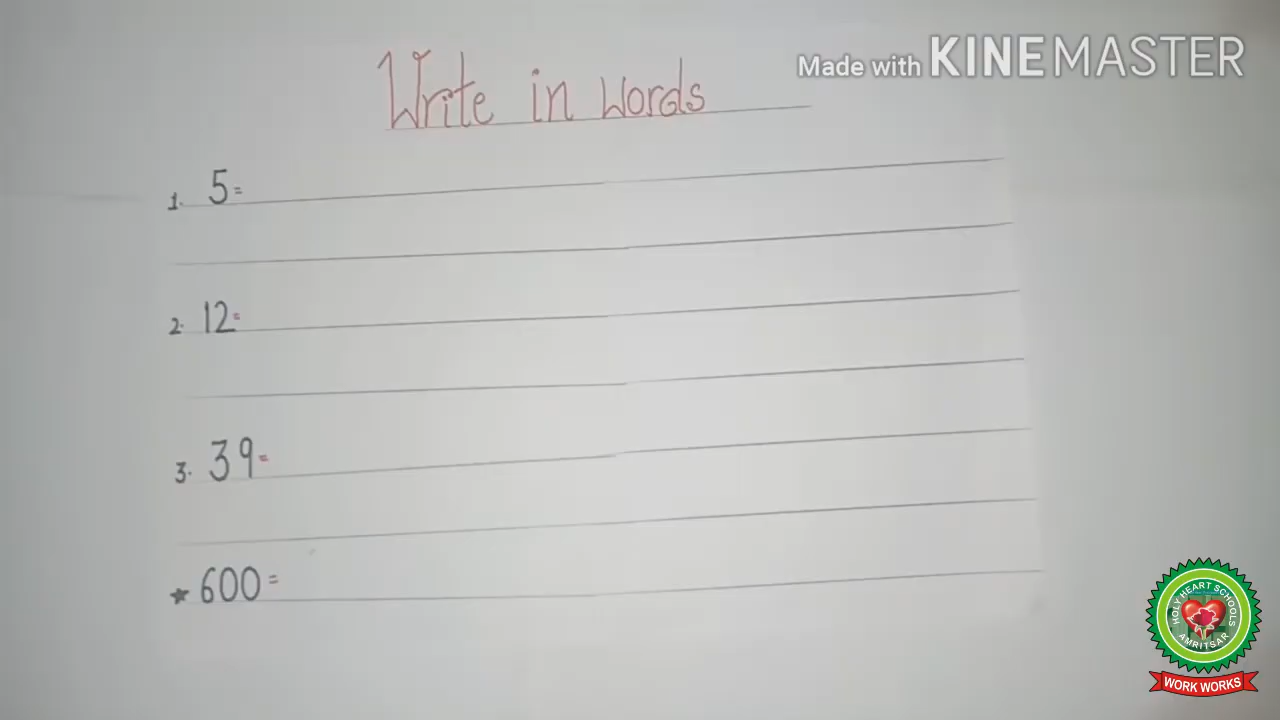 Made with KINEMASTER
Write in words
1. 5=
2. 12=
3. 39=
★ 600=
HOLY HEART SCHOOLS
AMRITSAR
WORK WORKS